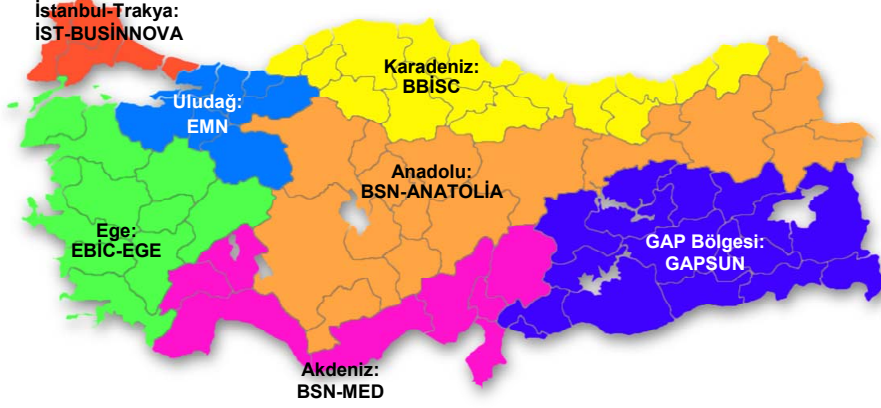 İstanbul-Trakya:
İST-BUSİNNOVA
Karadeniz:
BBİSC
Uludağ:
EMN
Anadolu:
BSN-ANATOLİA
Ege:
EBİC-EGE
GAP Bölgesi:
GAPSUN
Akdeniz:
BSN-MED